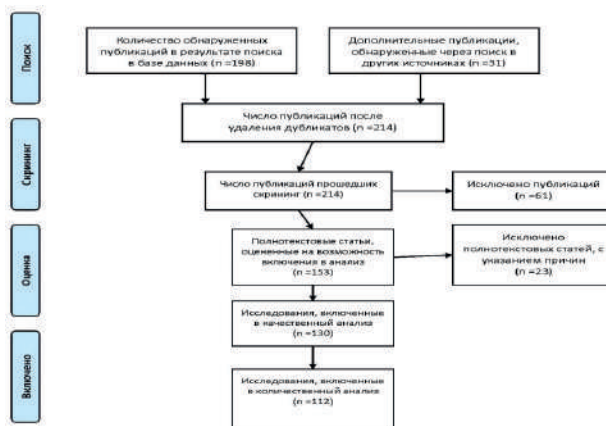 Поиск
Количество обнаруженных
публикаций в результате поиска
в базе данных (n =198)
Дополнительные публикации,
обнаруженные через поиск в
других источниках (n =31)
Число публикаций после
удаления дубликатов (n =214)
Скрининг
Число публикаций прошедших
скрининг (n =214)
Исключено публикаций
(n =61)
Оценка
Полнотекстовые статьи,
оцененные на возможность
включения в анализ
(n =153)
Исключено
полнотекстовых статей, с
указанием причин
(n =23)
Исследования, включенные
в качественный анализ
(n =130)
Включено
Исследования, включенные
в количественный анализ
(n =112)